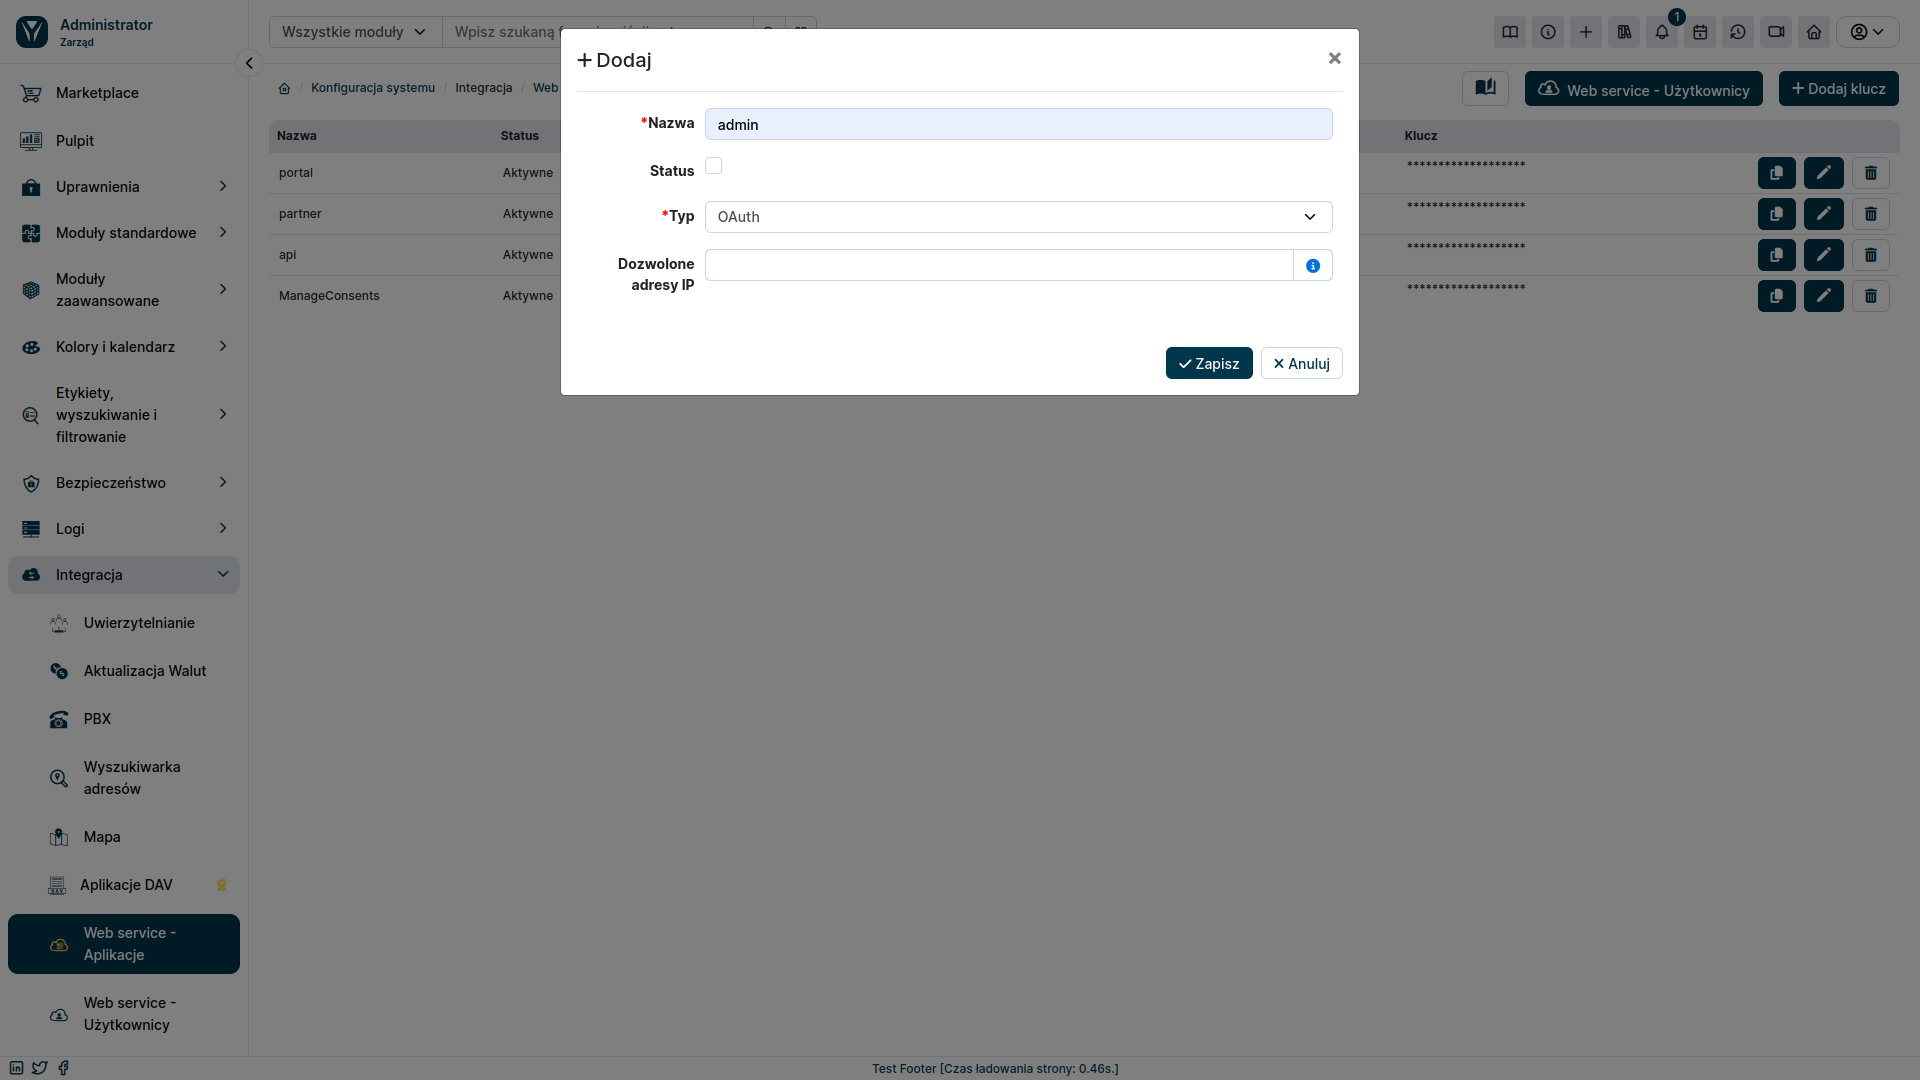 Administrator
Zarząd
Wszystkie moduły
Wpisz szukaną f
1
Marketplace
Pulpit
Uprawnienia
Moduły standardowe
Moduły
zaawansowane
Kolory i kalendarz
Etykiety,
wyszukiwanie i
filtrowanie
Bezpieczeństwo
Logi
Integracja
Uwierzytelnianie
Aktualizacja Walut
PBX
Wyszukiwarka
adresów
Mapa
Aplikacje DAV
Web service -
Aplikacje
Web service -
Użytkownicy
/ Konfiguracja systemu / Integracja / Web
Web service - Użytkownicy
Dodaj klucz
Nazwa Status Klucz
portal Aktywne *******************
partner Aktywne *******************
api Aktywne *******************
ManageConsents Aktywne *******************
Dodaj
×
*Nazwa admin
Status
*Typ OAuth
Dozwolone
adresy IP
Zapisz
Anuluj
Test Footer [Czas ładowania strony: 0.46s.]